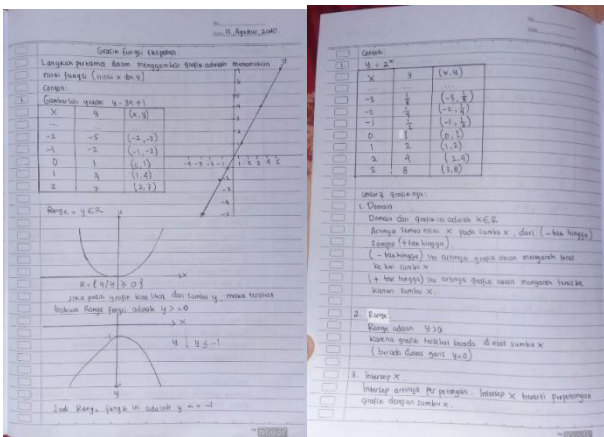 11, Agustus, 2020
Grafik fungsi Eksponen.
Langkah pertama dalam menggambar grafik adalah menentukan
nilai fungsi (nilai x dan y)
Contoh:
1. Gambarlah grafik y = 3x + 1
x y (x, y)
... ...
-2 -5 (-2, -5)
-1 -2 (-1, -2)
0 1 (0, 1)
1 4 (1, 4)
2 7 (2, 7)
Range = y ∈ R
R = { y / y ≥ 0 }
Jika pada grafik kita lihat dari sumbu y, maka terlihat
bahwa Range fungsi adalah y >= 0
> x
-1
y | y ≤ -1
y
Jadi Range fungsi ini adalah y <= -1
Contoh:
1. y = 2ˣ
x y (x, y)
... ...
-3 1/8 (-3, 1/8)
-2 1/4 (-2, 1/4)
-1 1/2 (-1, 1/2)
0 1 (0, 1)
1 2 (1, 2)
2 4 (2, 4)
3 8 (3, 8)
grafiknya:
1. Domain
Domain dari grafik ini adalah x ∈ R
Artinya semua nilai x pada sumbu x, dari (- tak hingga)
Sampai (+ tak hingga).
(- tak hingga) itu artinya grafik akan mengarah terus
ke kiri sumbu x
(+ tak hingga) itu artinya grafik akan mengarah terus ke
kanan sumbu x.
2. Range
Range adalah y > 0
karena grafik tersebut berada di atas sumbu x
(berada diatas garis y = 0)
3. Intersep x.
Intersep artinya perpotongan. Intersep x berarti perpotongan
grafik dengan sumbu x.